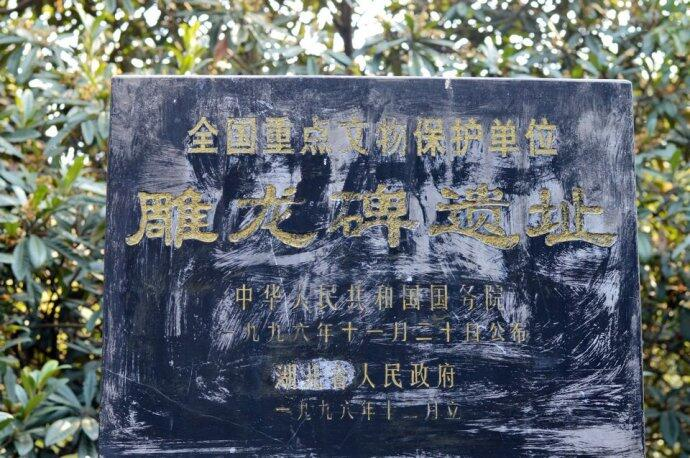 全国重点文物保护单位
雕龙碑遗址
中华人民共和国国务院
一九九六年十一月二十日公布
湖北省人民政府
一九九八年十二月立